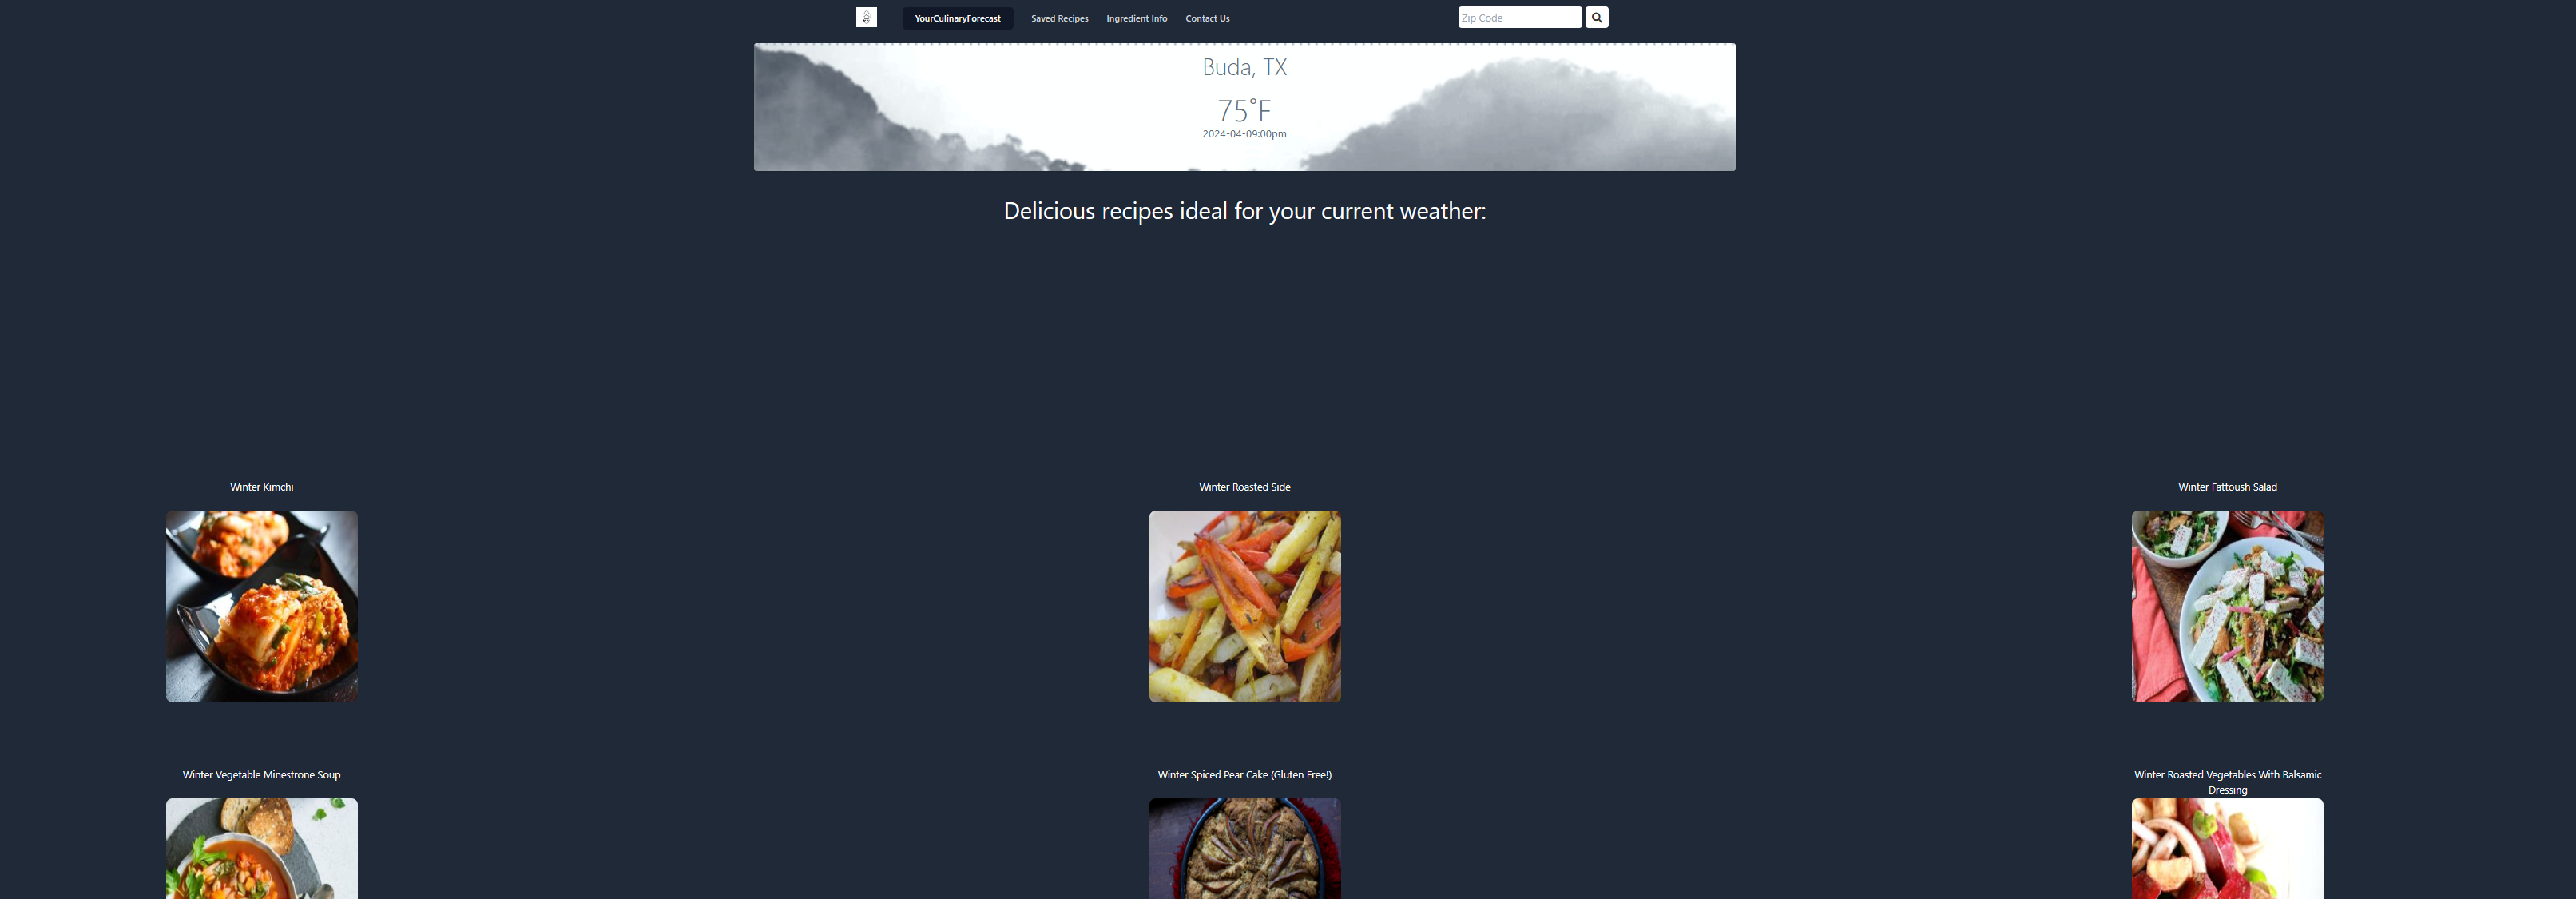 YourCulinaryForecast Saved Recipes Ingredient Info Contact Us Zip Code
Buda, TX
75°F
2024-04-09:00pm
Delicious recipes ideal for your current weather:
Winter Kimchi
Winter Roasted Side
Winter Fattoush Salad
Winter Vegetable Minestrone Soup
Winter Spiced Pear Cake (Gluten Free!)
Winter Roasted Vegetables With Balsamic
Dressing